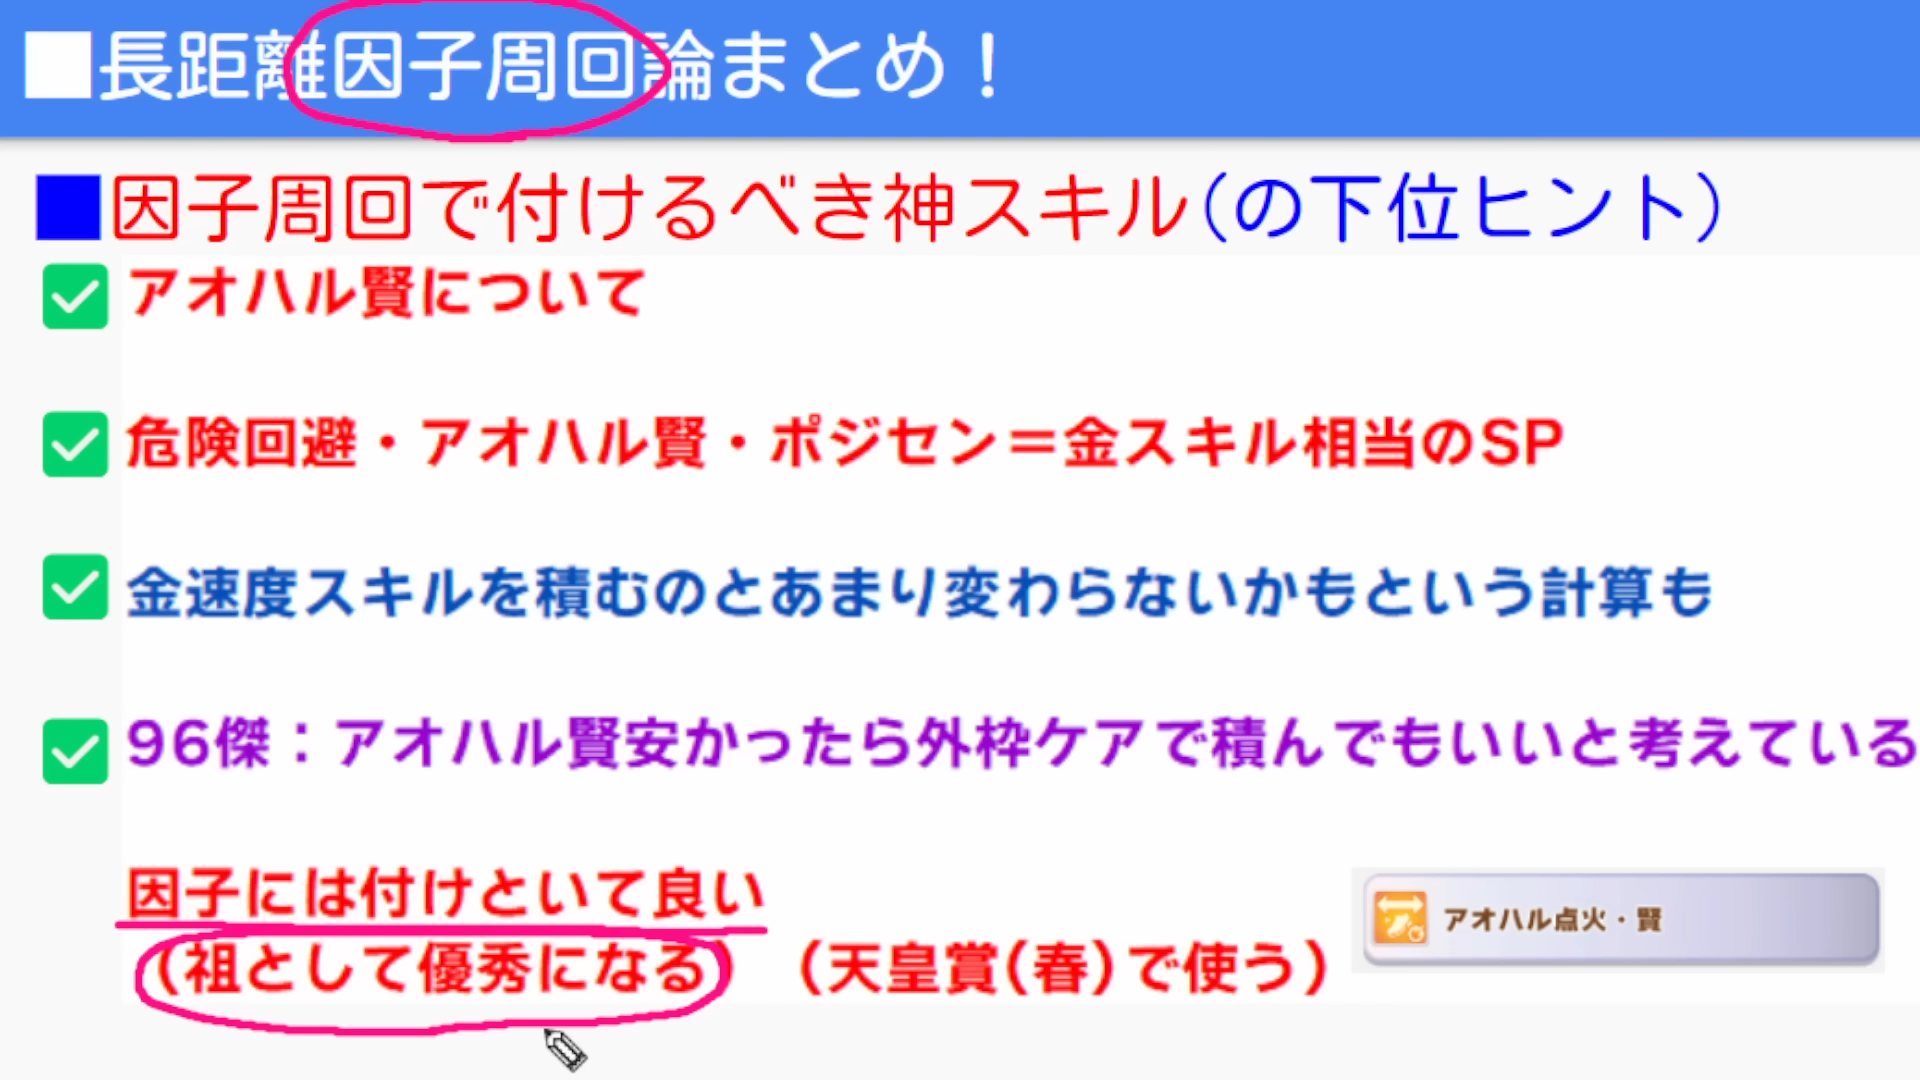 ■長距離因子周回論まとめ！
■因子周回で付けるべき神スキル(の下位ヒント)
アオハル賢について
危険回避・アオハル賢・ポジセン＝金スキル相当のSP
金速度スキルを積むのとあまり変わらないかもという計算も
96傑：アオハル賢安かったら外枠ケアで積んでもいいと考えている
因子には付けといて良い
（祖として優秀になる）（天皇賞(春)で使う）
アオハル点火・賢